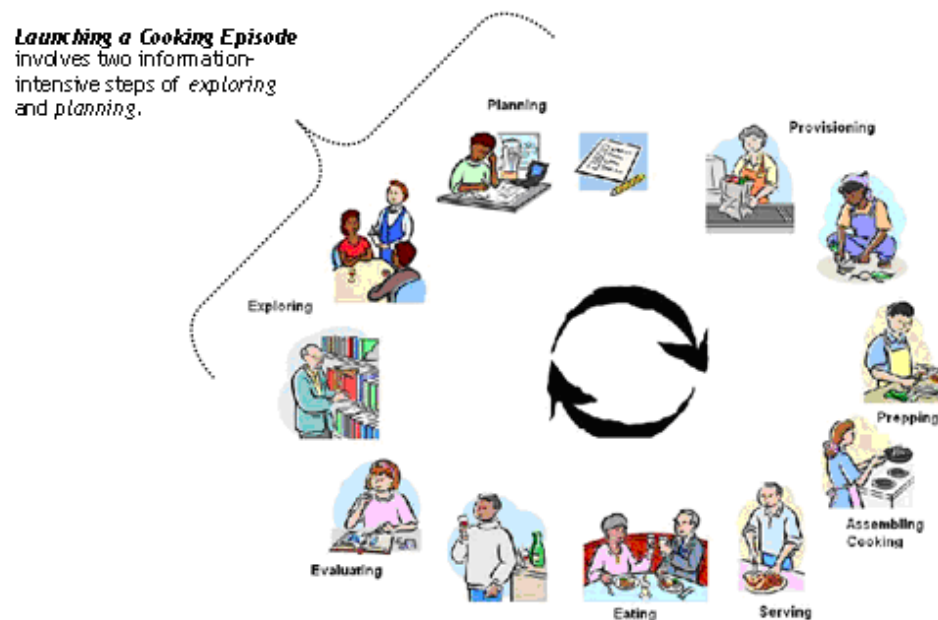 Launching a Cooking Episode
involves two information-
intensive steps of exploring
and planning.
Planning
Provisioning
Exploring
Prepping
Assembling
Cooking
Evaluating
Eating
Serving